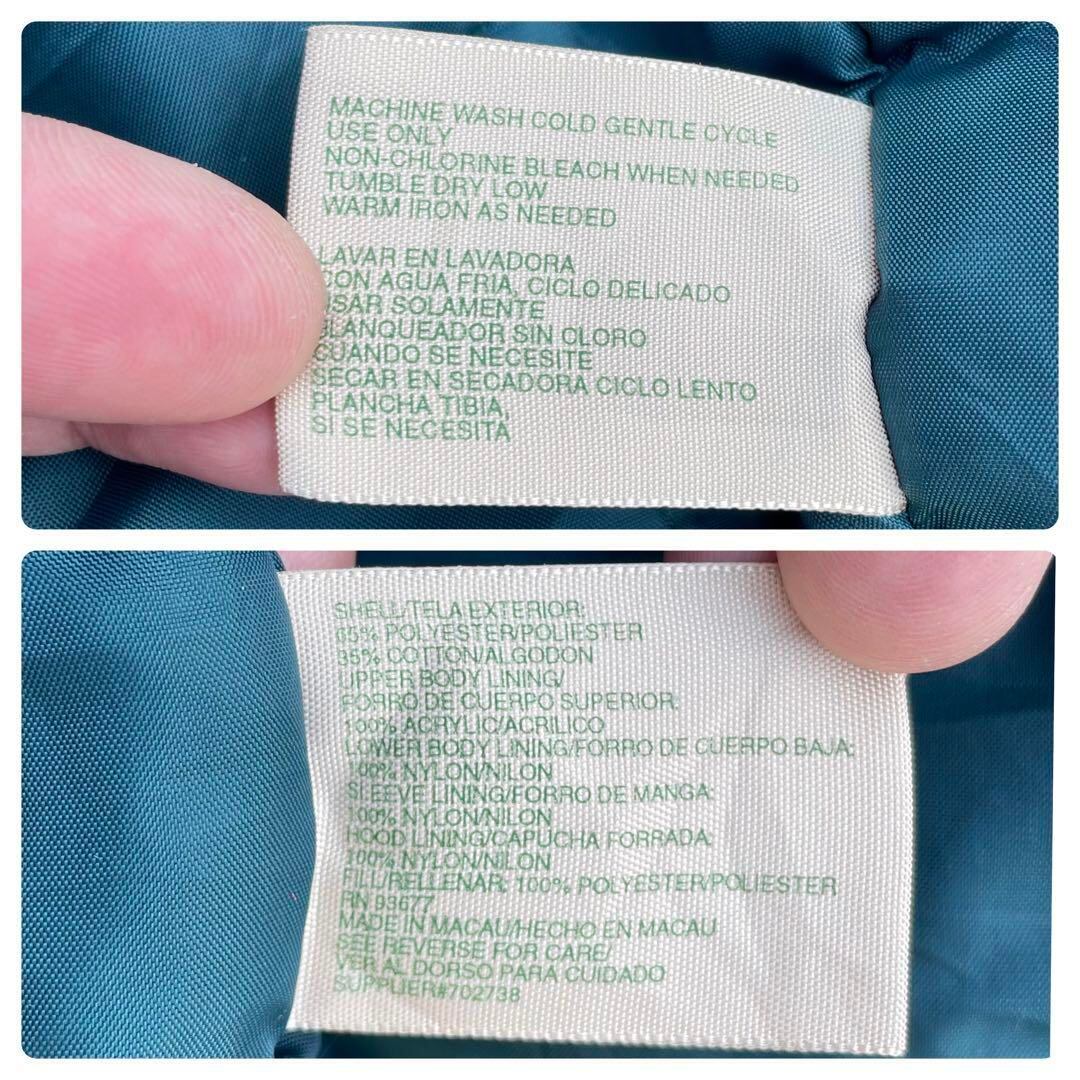 MACHINE WASH COLD GENTLE CYCLE
USE ONLY
NON-CHLORINE BLEACH WHEN NEEDED
TUMBLE DRY LOW
WARM IRON AS NEEDED
LAVAR EN LAVADORA
CON AGUA FRIA, CICLO DELICADO
USAR SOLAMENTE
BLANQUEADOR SIN CLORO
CUANDO SE NECESITE
SECAR EN SECADORA CICLO LENTO
PLANCHA TIBIA,
SI SE NECESITA
SHELL/TELA EXTERIOR:
65% POLYESTER/POLIESTER
35% COTTON/ALGODON
UPPER BODY LINING/
FORRO DE CUERPO SUPERIOR:
100% ACRYLIC/ACRILICO
LOWER BODY LINING/FORRO DE CUERPO BAJA:
100% NYLON/NILON
SLEEVE LINING/FORRO DE MANGA:
100% NYLON/NILON
HOOD LINING/CAPUCHA FORRADA:
100% NYLON/NILON
FILL/RELLENAR: 100% POLYESTER/POLIESTER
RN 93677
MADE IN MACAU/HECHO EN MACAU
SEE REVERSE FOR CARE/
VER AL DORSO PARA CUIDADO
SUPPLIER#702738